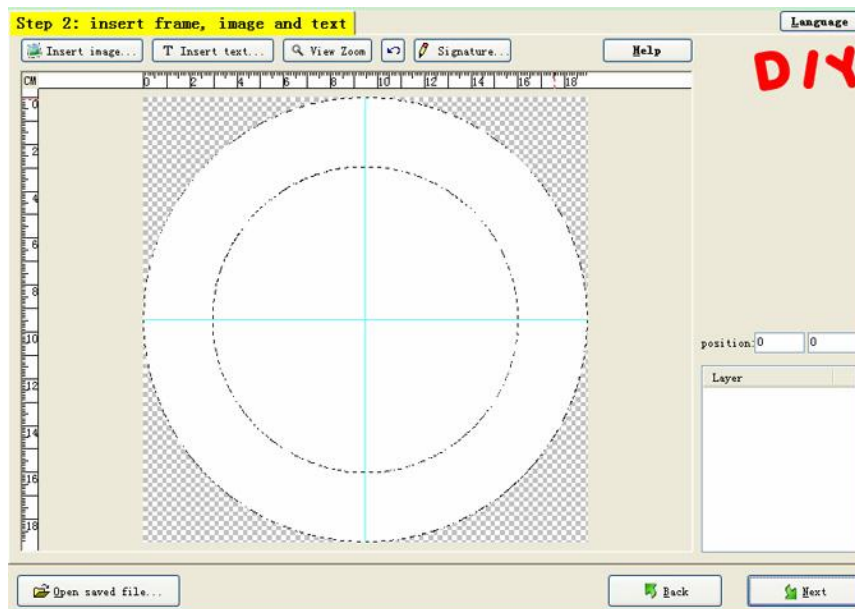 Step 2: insert frame, image and text
Language
Insert image...
T Insert text...
View Zoom
Signature...
Help
DIY
CM
0 2 4 6 8 10 12 14 16 18
0
2
4
6
8
10
12
14
16
18
position:0 0
Layer
Open saved file...
Back
Next